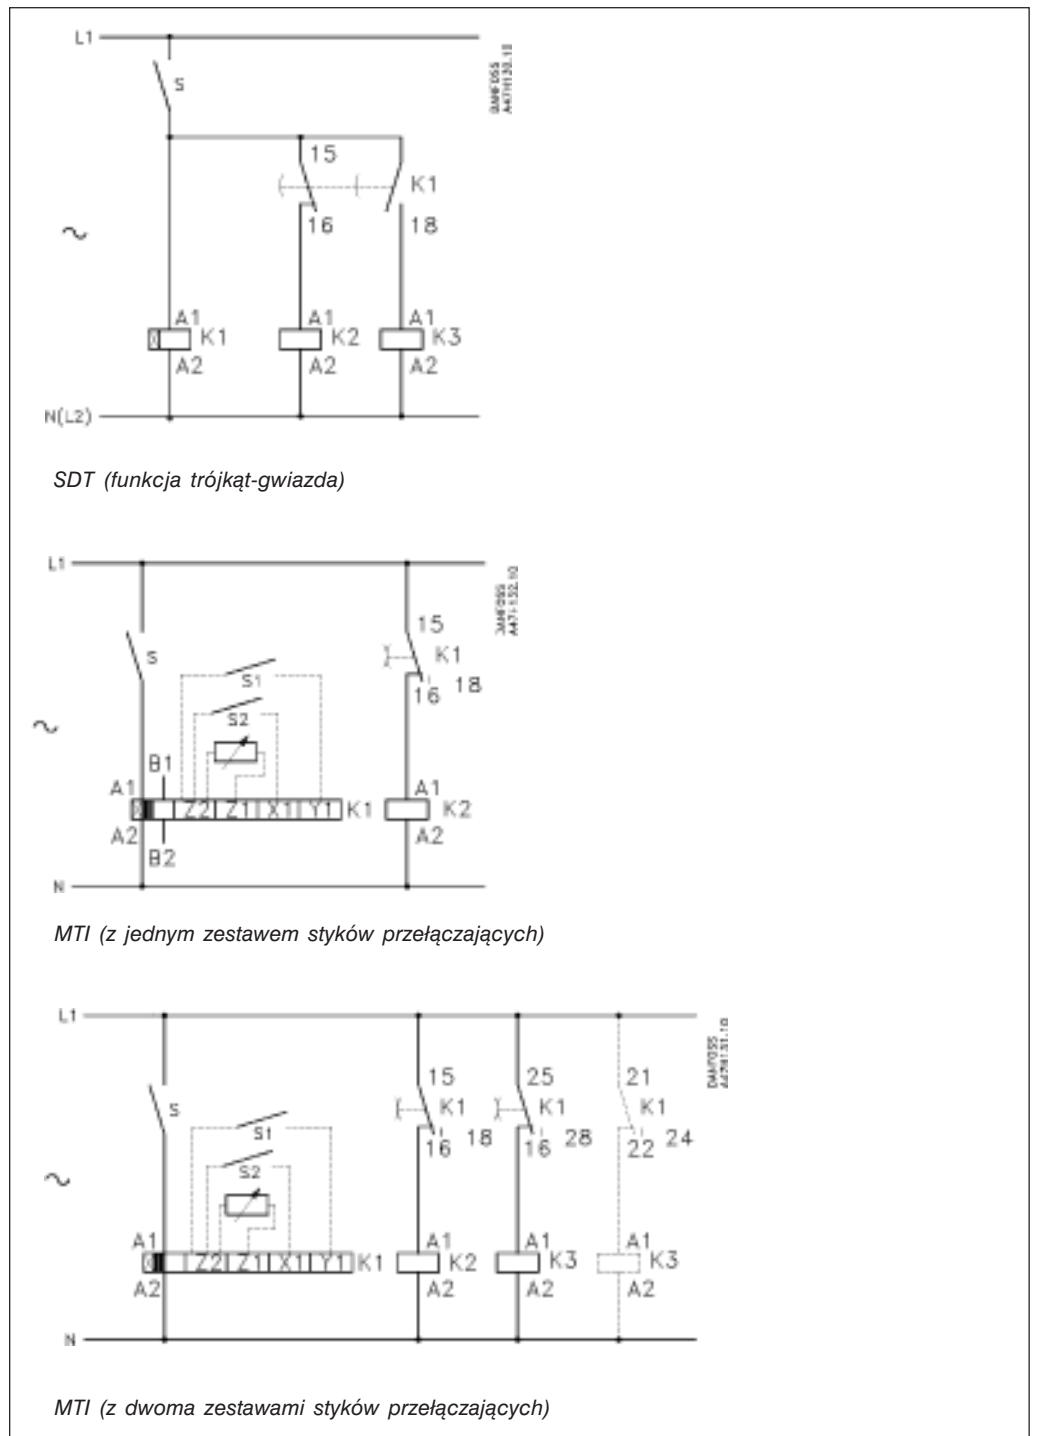 L1
S
15
K1
16
18
A1
K1
A2
A1
K2
A2
A1
K3
A2
N(L2)
DANFOSS
SDT (funkcja trójkąt-gwiazda)
L1
DANFOSS
S
S1
S2
15
K1
16
18
B1
A1
Z2
Z1
X1
Y1
K1
A2
B2
A1
K2
A2
N
MTI (z jednym zestawem styków przełączających)
L1
DANFOSS
S
S1
S2
15
K1
16
18
25
K1
16
28
21
K1
22
24
A1
Z2
Z1
X1
Y1
K1
A2
A1
K2
A2
A1
K3
A2
A1
K3
A2
N
MTI (z dwoma zestawami styków przełączających)